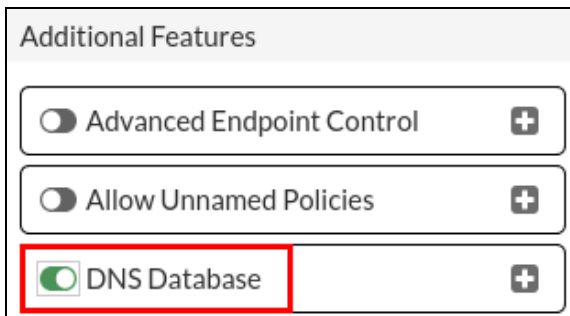 Additional Features
Advanced Endpoint Control
Allow Unnamed Policies
DNS Database